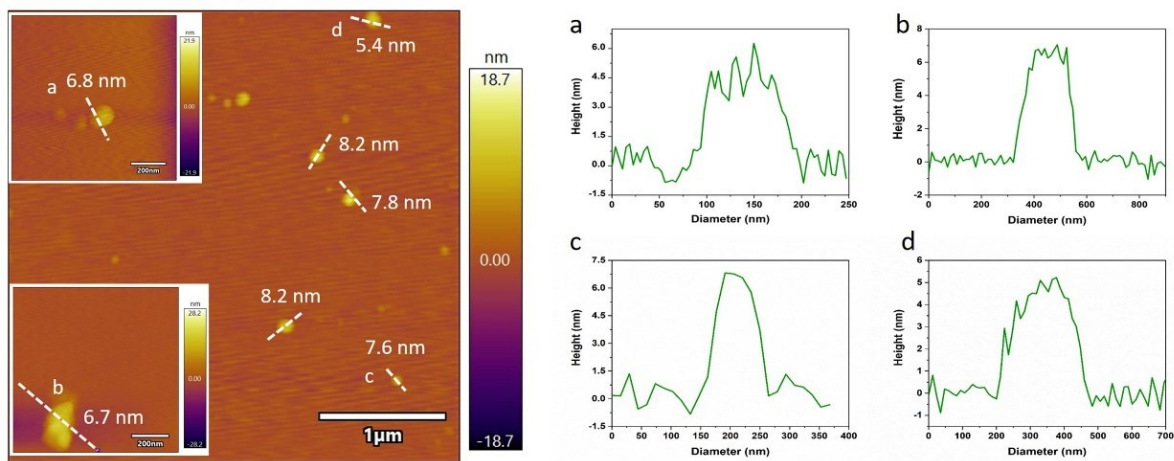 nm
21.9
0.00
-21.9
a
6.8 nm
200nm
d
5.4 nm
8.2 nm
7.8 nm
8.2 nm
7.6 nm
c
1µm
nm
28.2
0.00
-28.2
b
6.7 nm
200nm
nm
18.7
0.00
-18.7
a
Height (nm)
6.0
4.5
3.0
1.5
0.0
-1.5
0 50 100 150 200 250
Diameter (nm)
b
Height (nm)
8
6
4
2
0
-2
0 200 400 600 800
Diameter (nm)
c
Height (nm)
7.5
6.0
4.5
3.0
1.5
0.0
-1.5
0 50 100 150 200 250 300 350 400
Diameter (nm)
d
Height (nm)
6
5
4
3
2
1
0
-1
0 100 200 300 400 500 600 700
Diameter (nm)